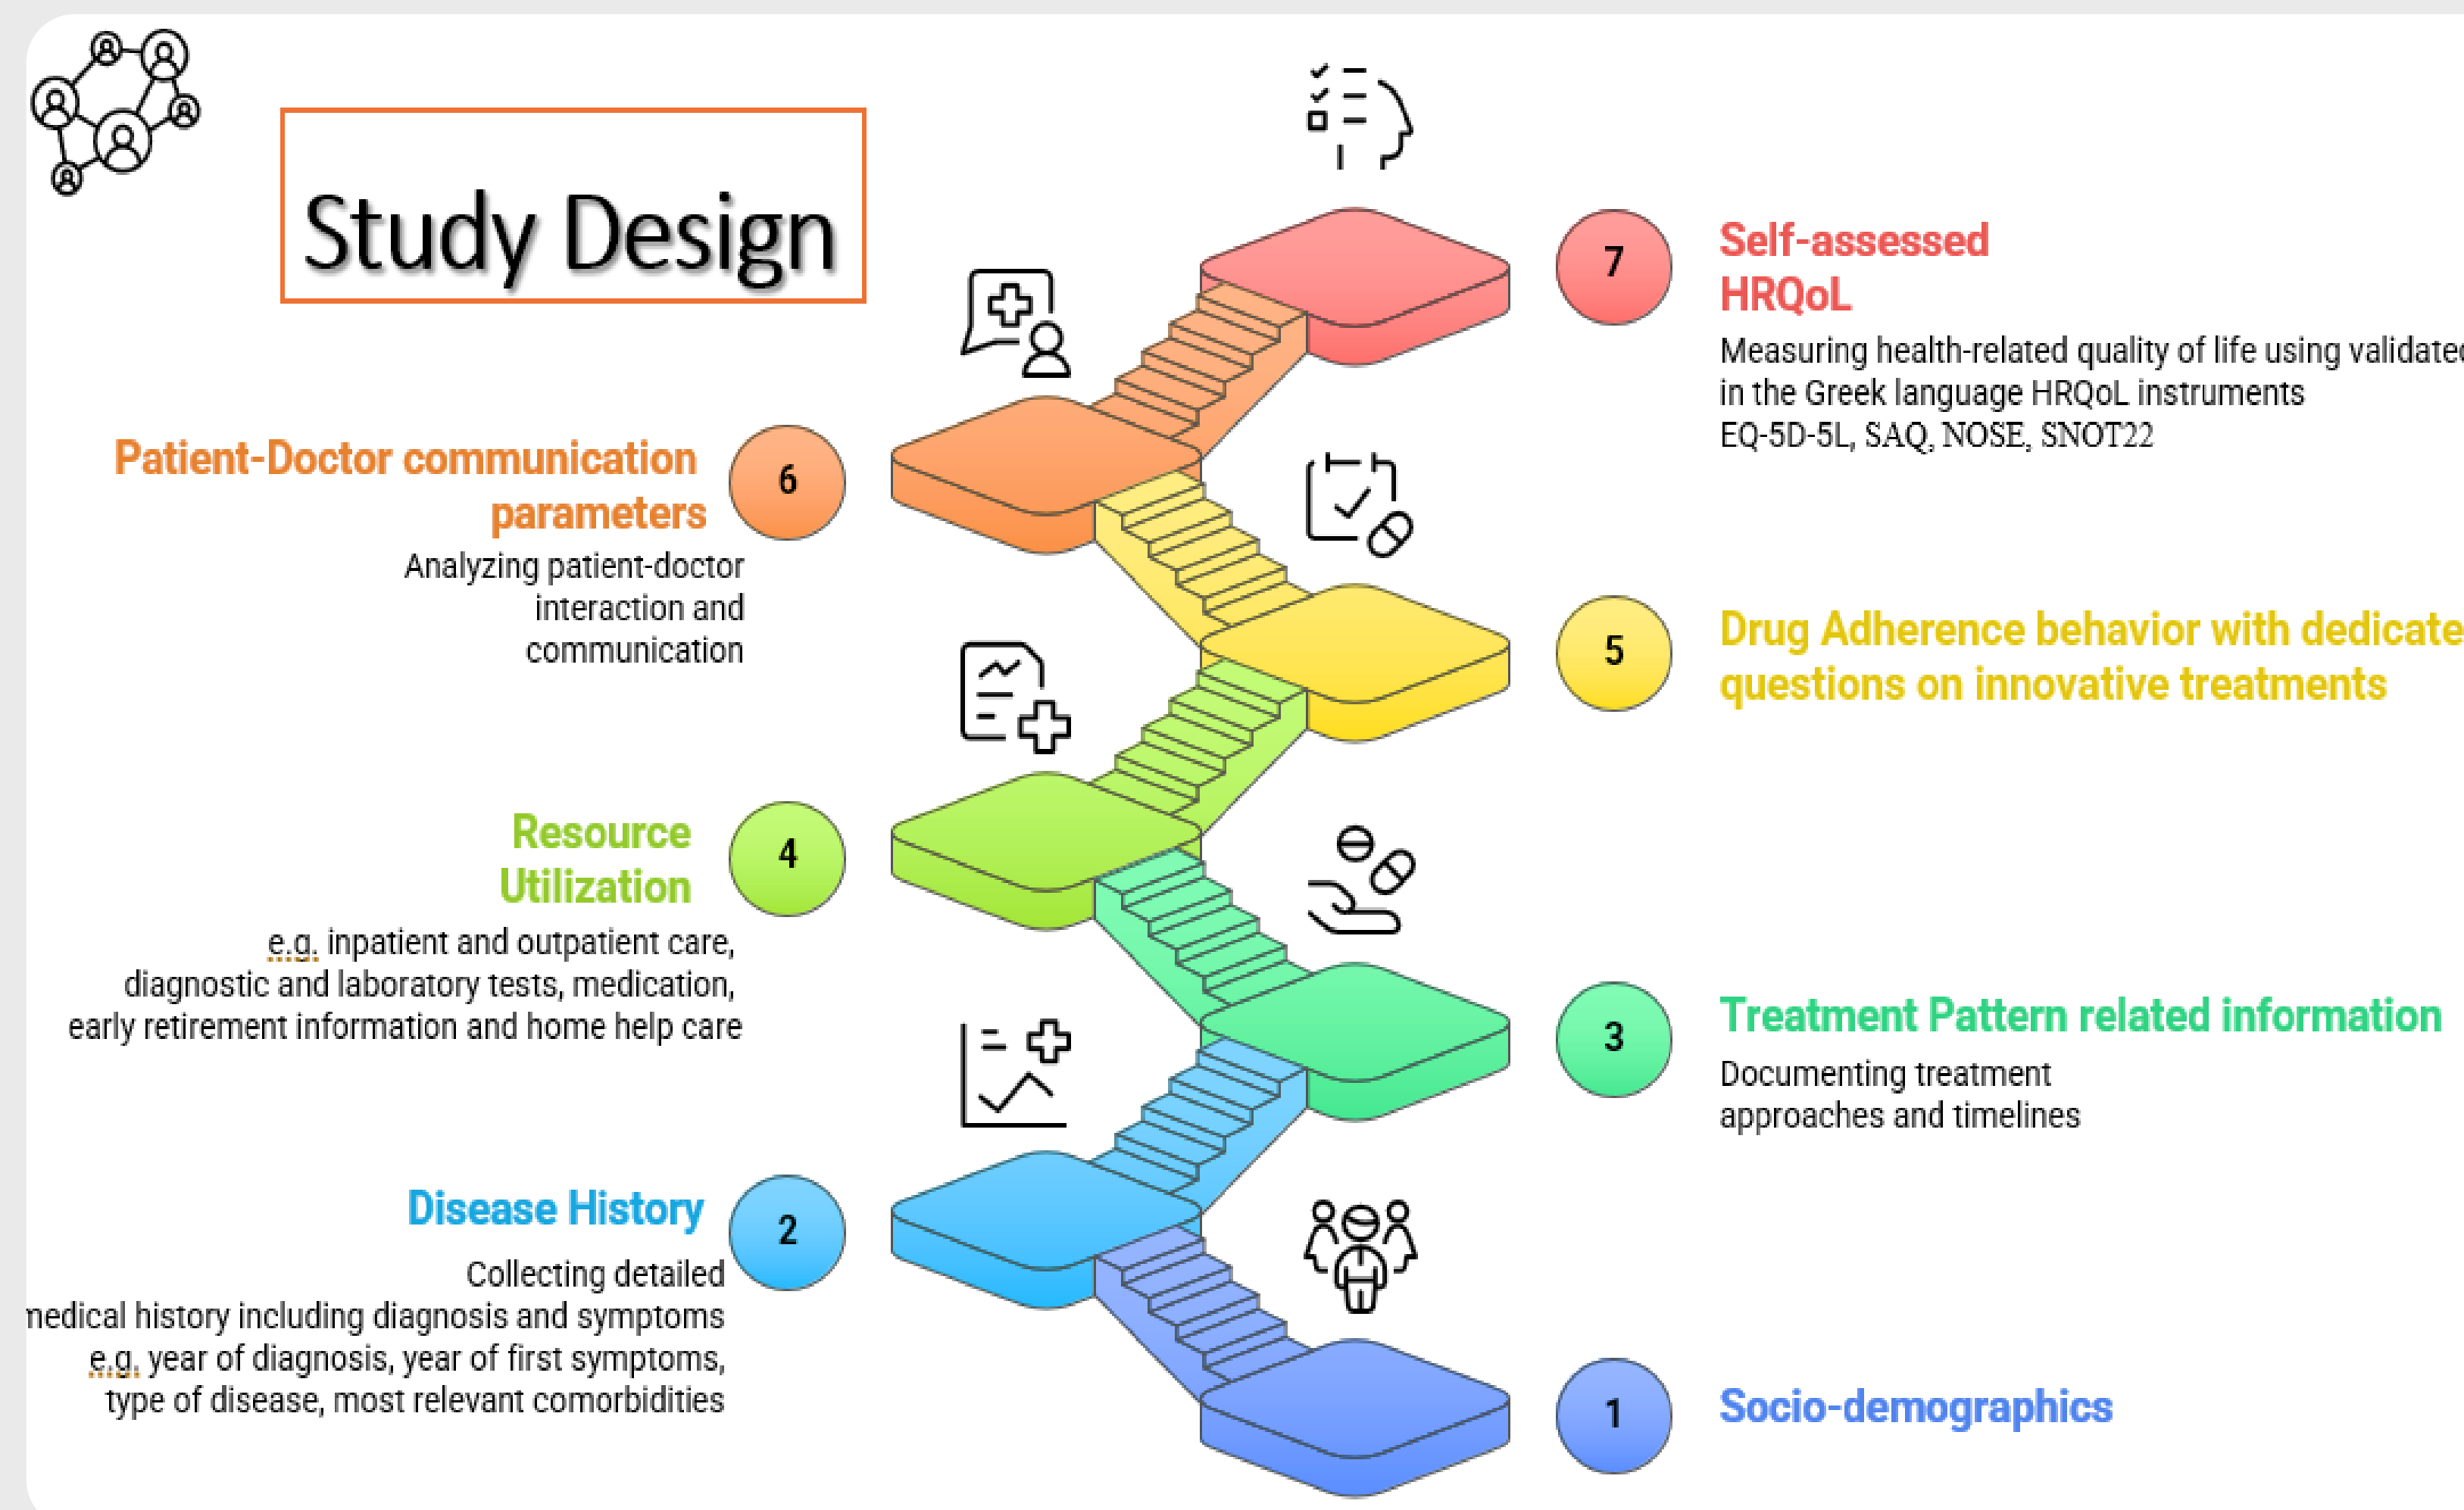 Study Design
7
Self-assessed
HRQoL
Measuring health-related quality of life using validated
in the Greek language HRQoL instruments
EQ-5D-5L, SAQ, NOSE, SNOT22
Patient-Doctor communication
parameters
6
Analyzing patient-doctor
interaction and
communication
5
Drug Adherence behavior with dedicate
questions on innovative treatments
Resource
Utilization
4
e.g. inpatient and outpatient care,
diagnostic and laboratory tests, medication,
early retirement information and home help care
3
Treatment Pattern related information
Documenting treatment
approaches and timelines
Disease History
2
Collecting detailed
medical history including diagnosis and symptoms
e.g. year of diagnosis, year of first symptoms,
type of disease, most relevant comorbidities
1
Socio-demographics